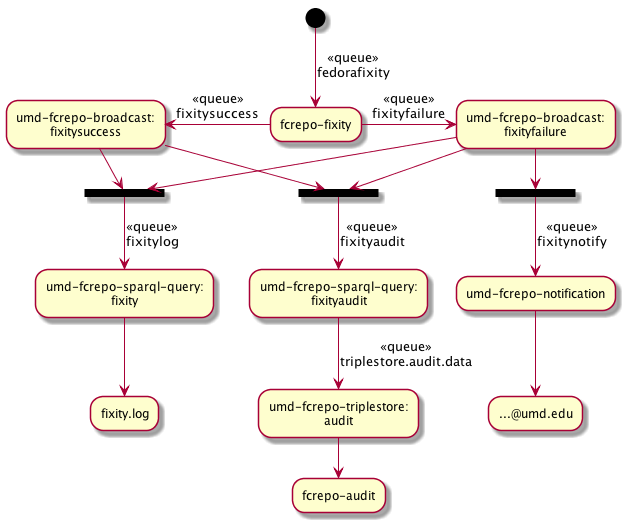 «queue»
fedorafixity
«queue»
fixitysuccess
«queue»
fixityfailure
umd-fcrepo-broadcast:
fixitysuccess
fcrepo-fixity
umd-fcrepo-broadcast:
fixityfailure
«queue»
fixitylog
«queue»
fixityaudit
«queue»
fixitynotify
umd-fcrepo-sparql-query:
fixity
umd-fcrepo-sparql-query:
fixityaudit
umd-fcrepo-notification
«queue»
triplestore.audit.data
fixity.log
umd-fcrepo-triplestore:
audit
...@umd.edu
fcrepo-audit